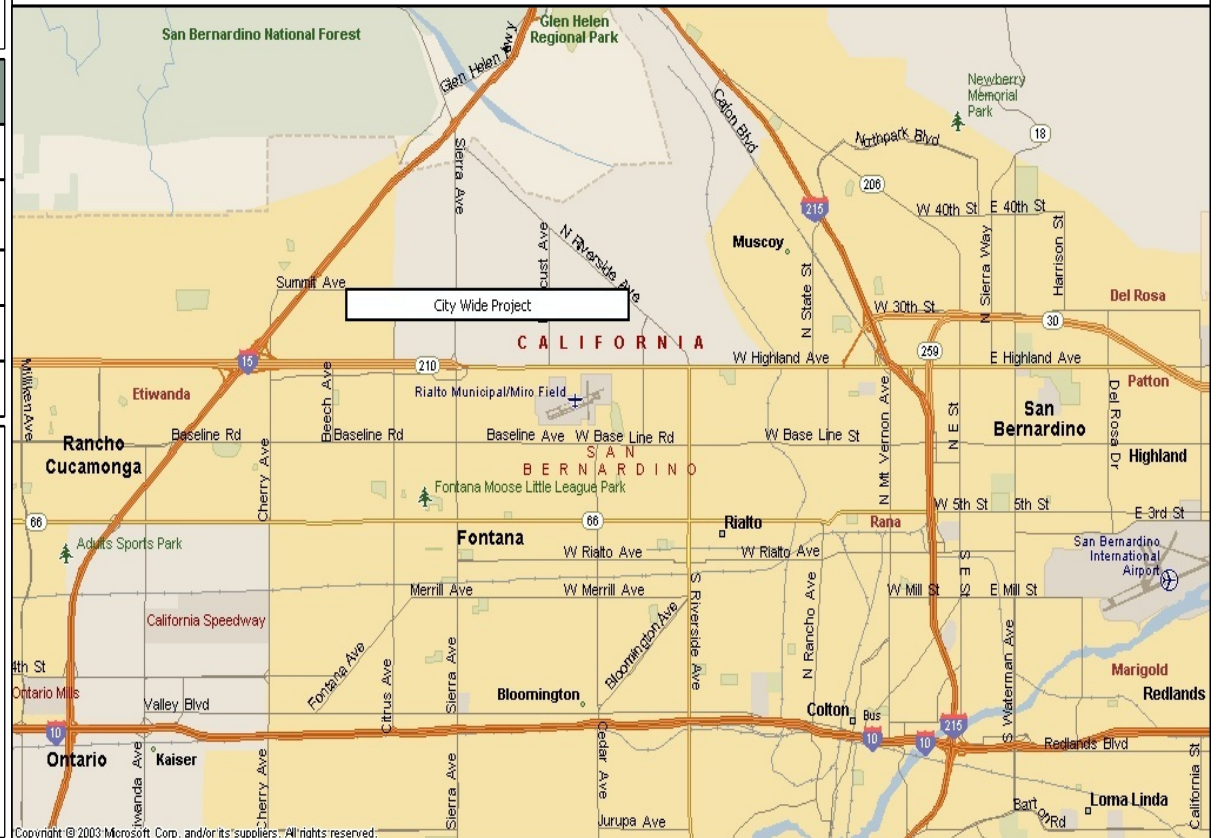 San Bernardino National Forest
Glen Helen
Regional Park
Glen Helen Hwy
Newberry
Memorial
Park
18
Cajon Blvd
Northpark Blvd
Sierra Ave
206
W 40th St
E 40th St
215
Muscoy
N Riverside Ave
N State St
N Sierra Way
Harrison St
Summit Ave
City Wide Project
W 30th St
Del Rosa
30
CALIFORNIA
259
W Highland Ave
E Highland Ave
15
210
Milliken Ave
Etiwanda
Beech Ave
Rialto Municipal/Miro Field
Patton
San
Bernardino
N E St
Del Rosa Dr
N Mt Vernon Ave
Rancho
Cucamonga
Baseline Rd
Baseline Rd
Baseline Ave
W Base Line Rd
W Base Line St
SAN
BERNARDINO
Highland
Cherry Ave
Fontana Moose Little League Park
66
66
W 5th St
5th St
E 3rd St
Rialto
Rana
Fontana
Adults Sports Park
W Rialto Ave
W Rialto Ave
San Bernardino
International
Airport
S E St
Merrill Ave
W Merrill Ave
W Mill St
E Mill St
S Riverside Ave
N Rancho Ave
California Speedway
Fontana Ave
Bloomington Ave
S Waterman Ave
4th St
Citrus Ave
Sierra Ave
Marigold
Ontario Mills
Valley Blvd
Bloomington
Redlands
Colton
Bus
10
10
10
215
Redlands Blvd
Ontario
Kaiser
Cherry Ave
Sierra Ave
Cedar Ave
California St
Barton Rd
Loma Linda
Jurupa Ave
Copyright © 2003 Microsoft Corp. and/or its suppliers. All rights reserved.